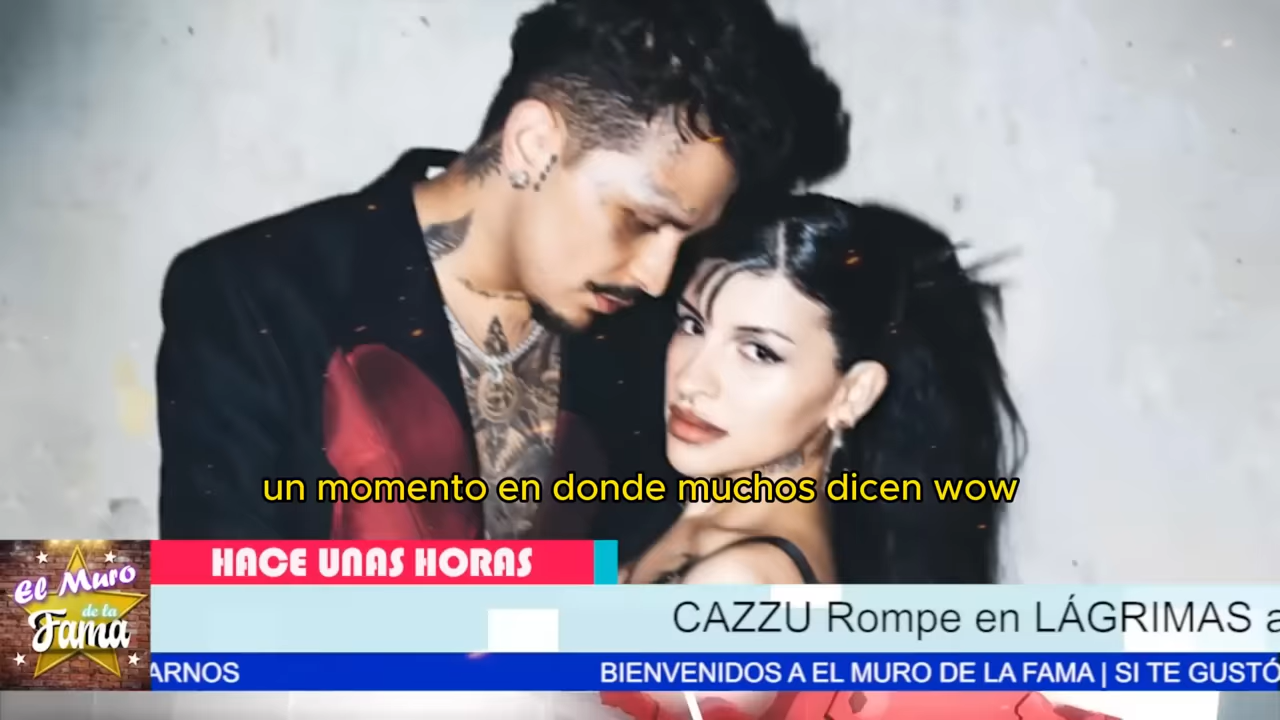 un momento en donde muchos dicen wow
HACE UNAS HORAS
El Muro
de la
Fama
CAZZU Rompe en LÁGRIMAS a
ARNOS
BIENVENIDOS A EL MURO DE LA FAMA | SI TE GUSTÓ